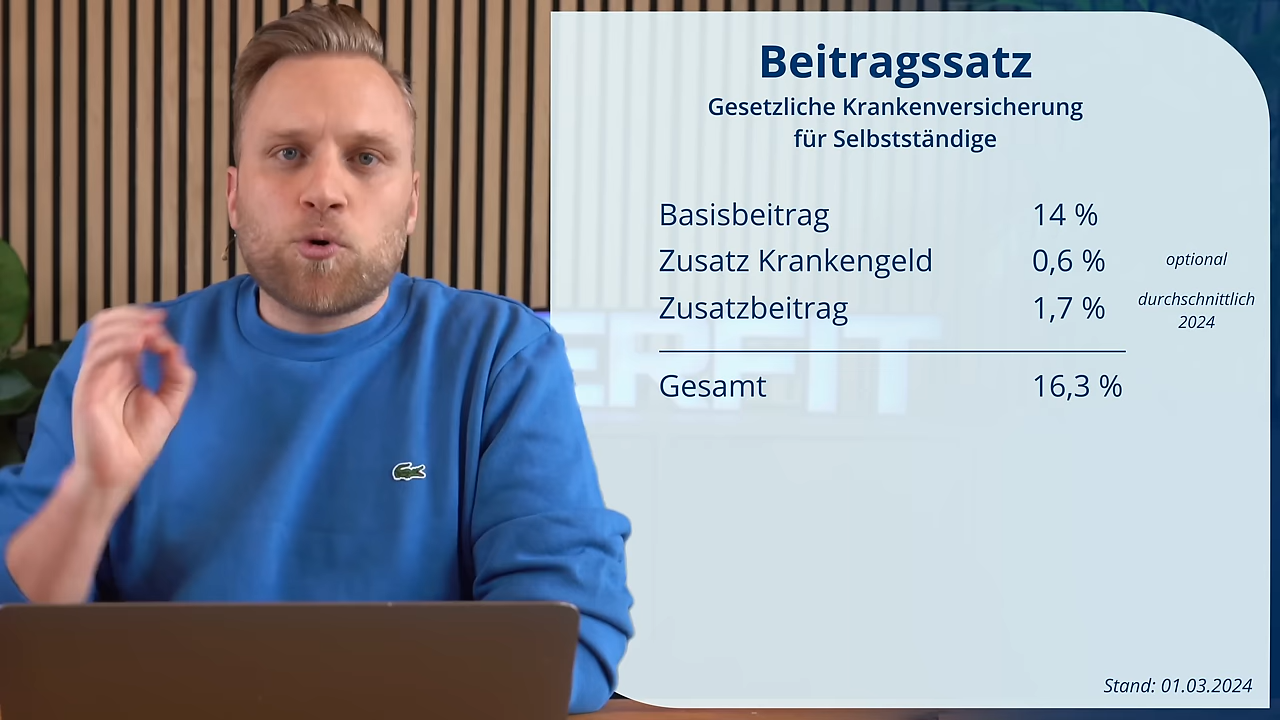 Beitragssatz
Gesetzliche Krankenversicherung
für Selbstständige
Basisbeitrag 14 %
Zusatz Krankengeld 0,6 % optional
Zusatzbeitrag 1,7 % durchschnittlich
2024
Gesamt 16,3 %
Stand: 01.03.2024